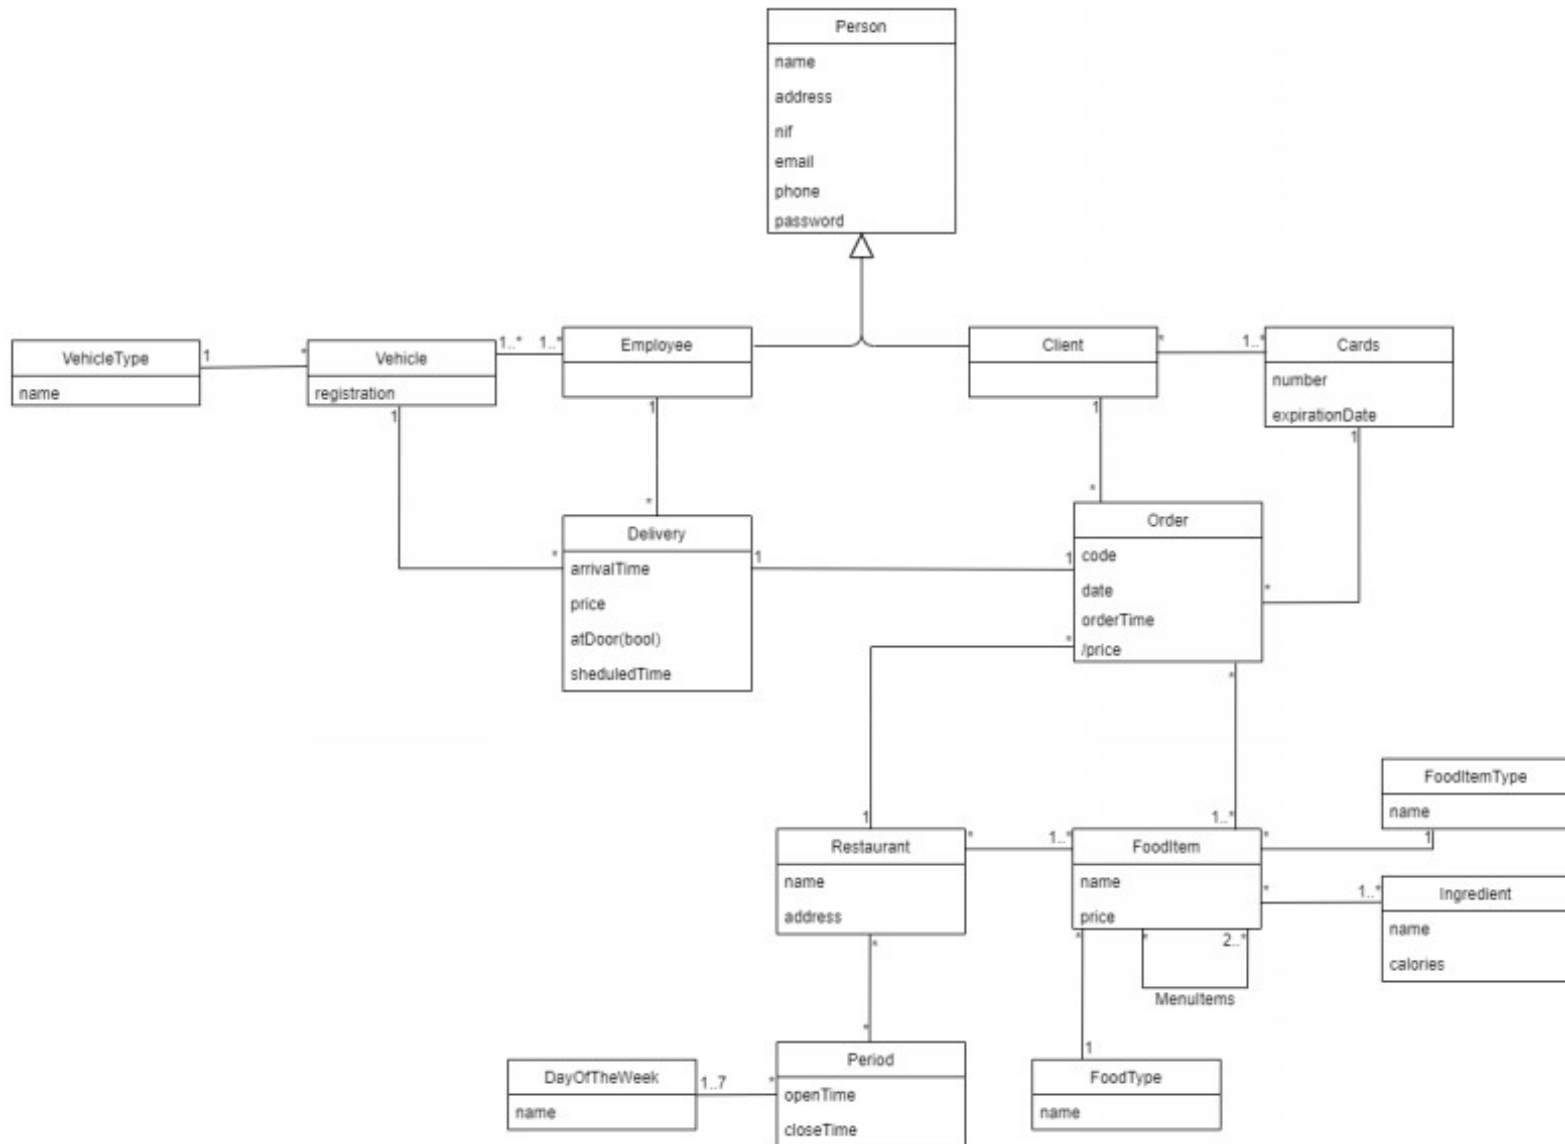 Person
name
address
nif
email
phone
password
VehicleType
name
1
*
Vehicle
registration
1..*
1..*
Employee
Client
*
1..*
Cards
number
expirationDate
1
1
1
1
*
*
Delivery
arrivalTime
price
atDoor(bool)
sheduledTime
*
1
1
Order
code
date
orderTime
/price
*
*
*
FoodItemType
name
1
1..*
Restaurant
name
address
*
1..*
FoodItem
name
price
*
1
*
1..*
Ingredient
name
calories
*
*
*
2..*
MenuItems
*
1
DayOfTheWeek
name
1..7
*
Period
openTime
closeTime
FoodType
name